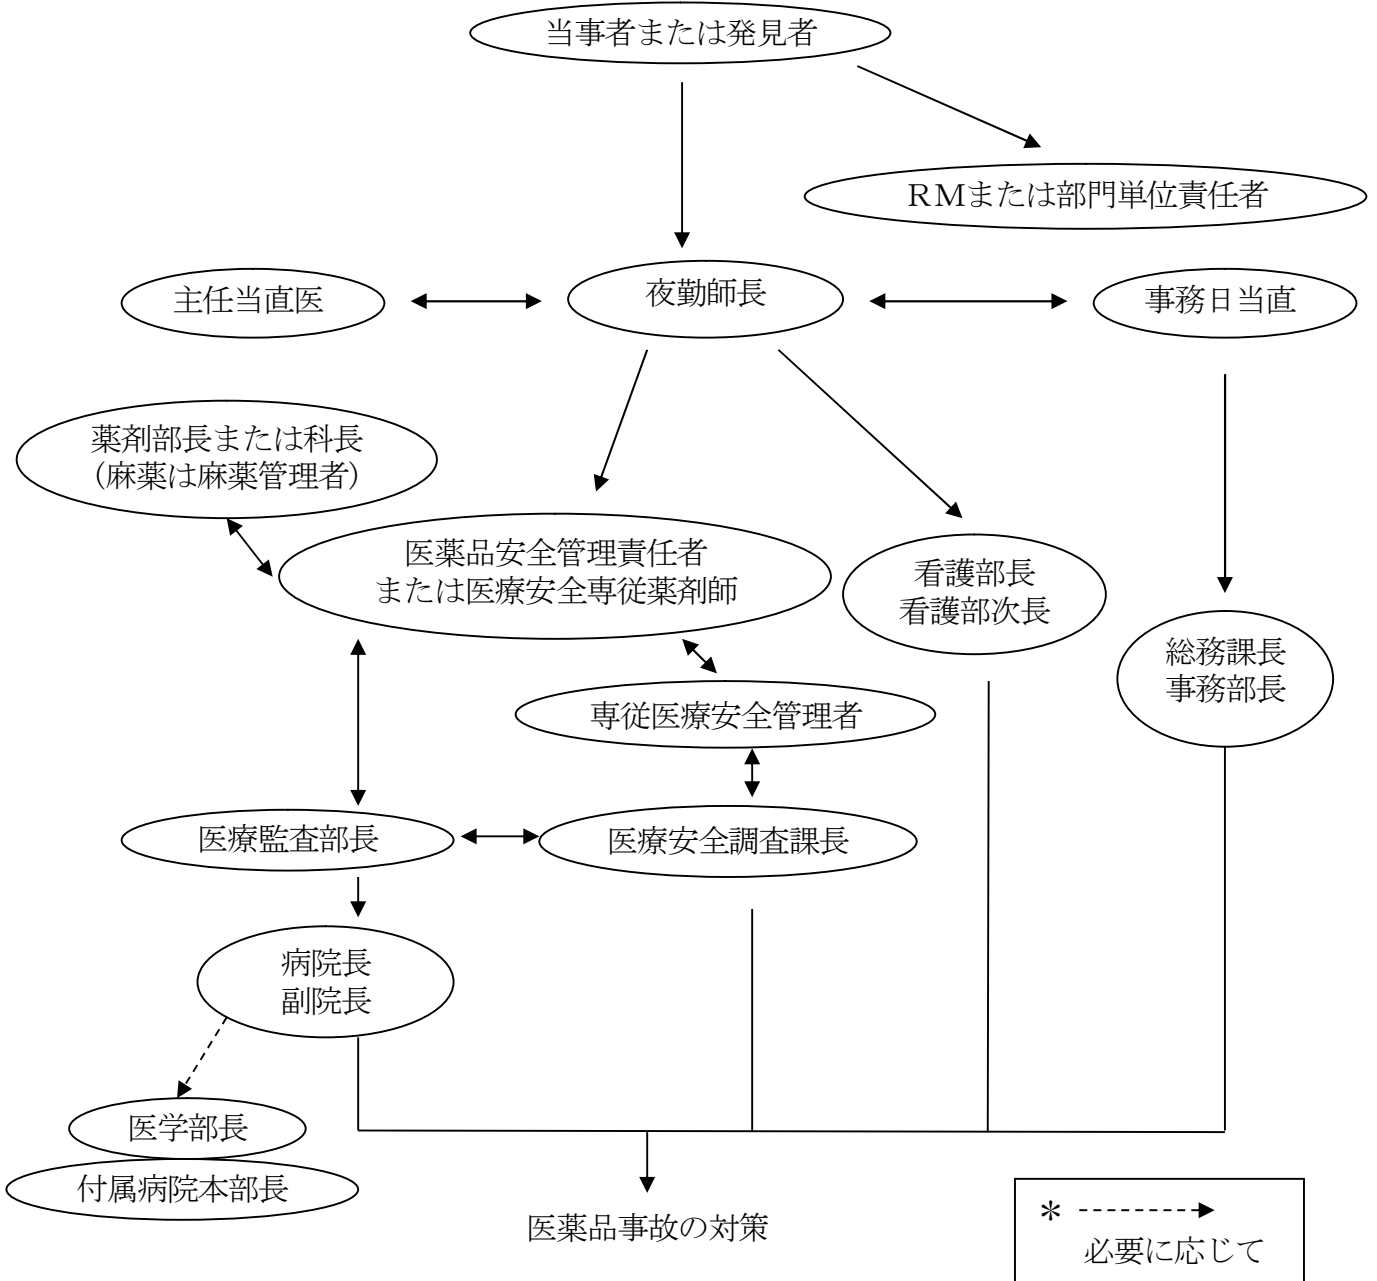 当事者または発見者
RMまたは部門単位責任者
主任当直医
夜勤師長
事務日当直
薬剤部長または科長
(麻薬は麻薬管理者)
医薬品安全管理責任者
または医療安全専従薬剤師
看護部長
看護部次長
総務課長
事務部長
専従医療安全管理者
医療監査部長
医療安全調査課長
病院長
副院長
医学部長
付属病院本部長
医薬品事故の対策
＊
必要に応じて